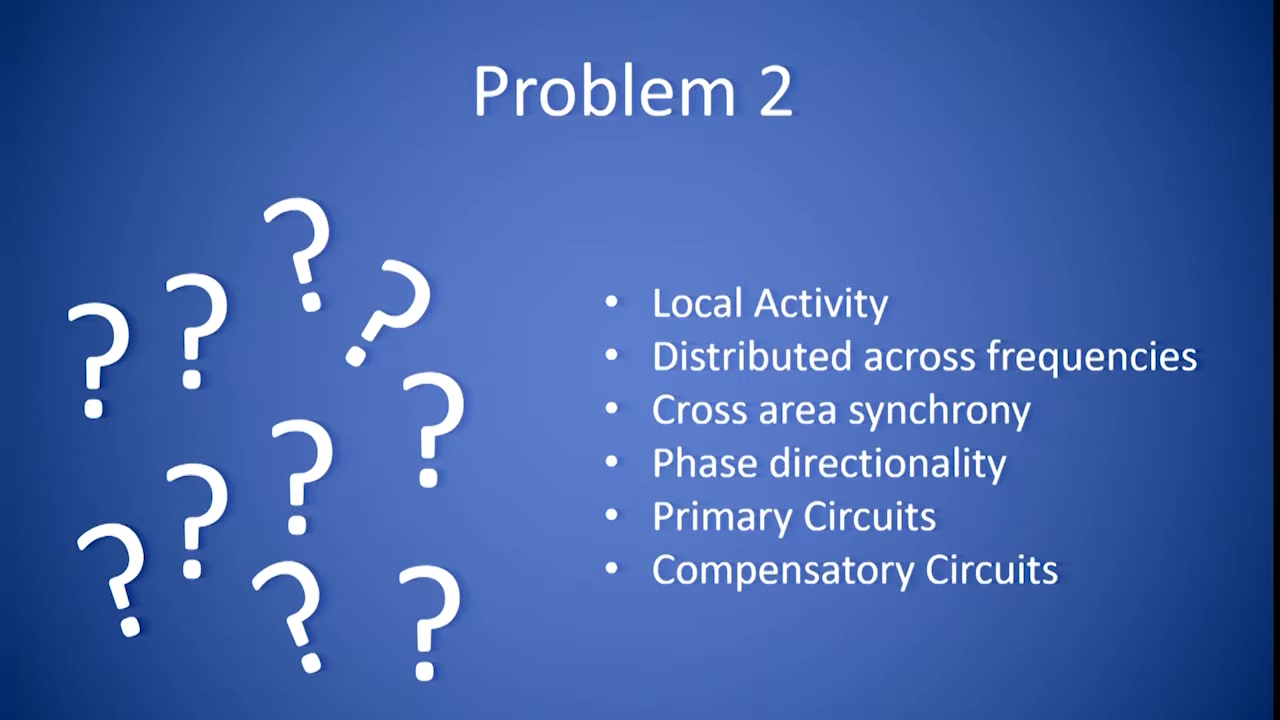 Problem 2
? ? ? ? ? ? ? ? ? ?
• Local Activity
• Distributed across frequencies
• Cross area synchrony
• Phase directionality
• Primary Circuits
• Compensatory Circuits